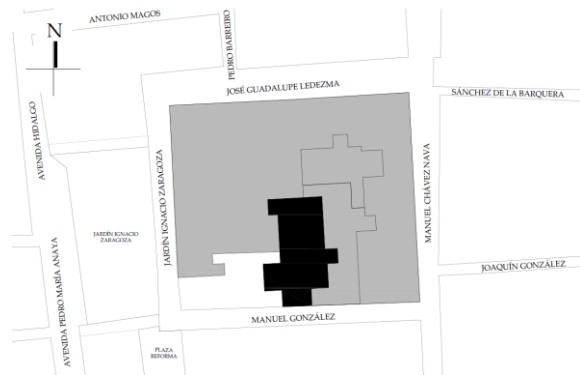 ANTONIO MAGOS
N
PEDRO BARREIRO
JOSÉ GUADALUPE LEDEZMA
SÁNCHEZ DE LA BARQUERA
AVENIDA HIDALGO
JARDÍN IGNACIO ZARAGOZA
MANUEL CHÁVEZ NAVA
JARDÍN IGNACIO
ZARAGOZA
AVENIDA PEDRO MARÍA ANAYA
JOAQUÍN GONZÁLEZ
MANUEL GONZÁLEZ
PLAZA
REFORMA